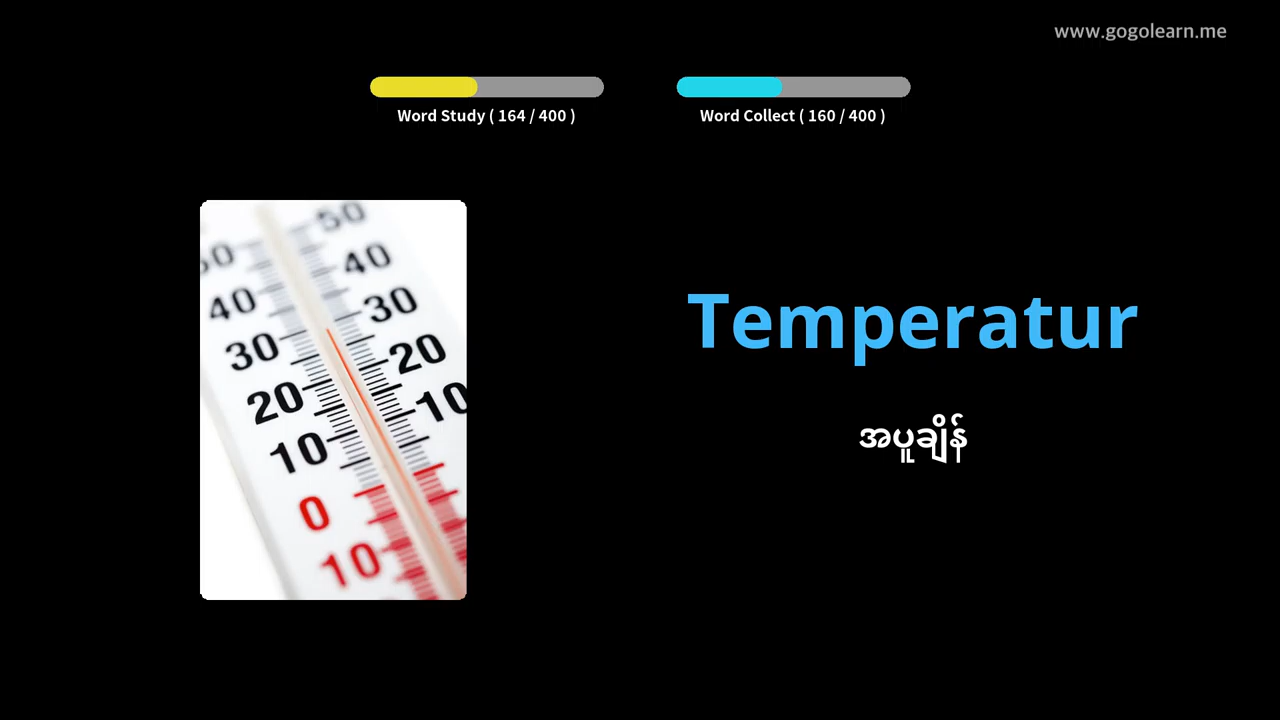 www.gogolearn.me
Word Study ( 164 / 400 )
Word Collect ( 160 / 400 )
Temperatur
အပူချိန်
50
40
30
20
10
50
40
30
20
10
0
10